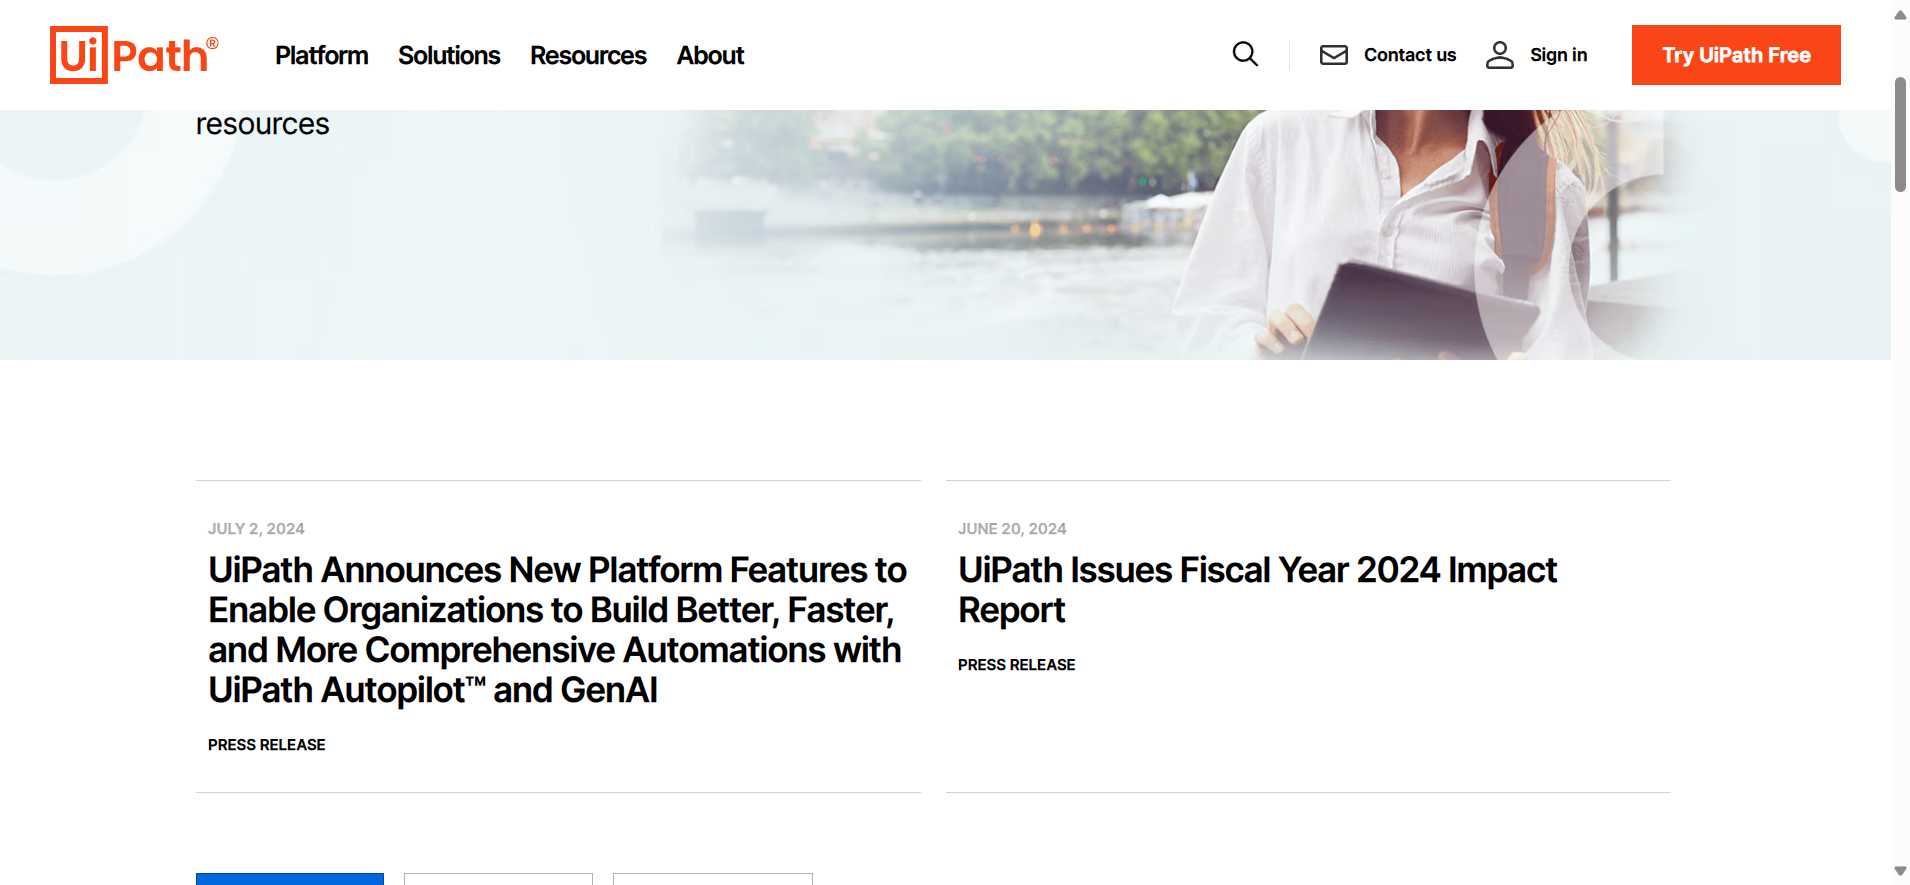 UiPath®
Platform
Solutions
Resources
About
Contact us
Sign in
Try UiPath Free
resources
JULY 2, 2024
UiPath Announces New Platform Features to
Enable Organizations to Build Better, Faster,
and More Comprehensive Automations with
UiPath Autopilot™ and GenAI
PRESS RELEASE
JUNE 20, 2024
UiPath Issues Fiscal Year 2024 Impact
Report
PRESS RELEASE